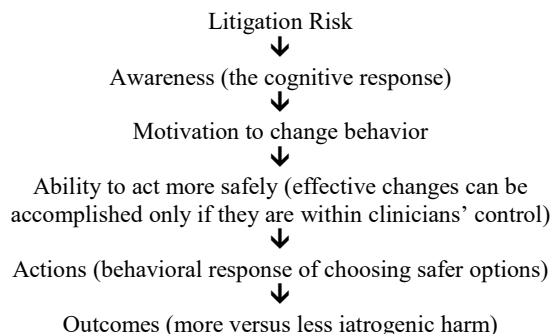 Litigation Risk
Awareness (the cognitive response)
Motivation to change behavior
Ability to act more safely (effective changes can be
accomplished only if they are within clinicians’ control)
Actions (behavioral response of choosing safer options)
Outcomes (more versus less iatrogenic harm)